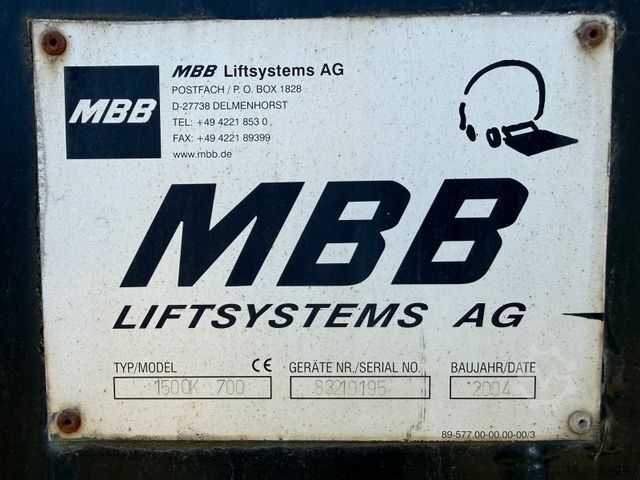 MBB
MBB Liftsystems AG
POSTFACH / P. O. BOX 1828
D-27738 DELMENHORST
TEL: +49 4221 853 0
FAX: +49 4221 89399
www.mbb.de
MBB
LIFTSYSTEMS AG
TYP/MODEL CE GERÄTE NR./SERIAL NO. BAUJAHR/DATE
1500K 700 83219195 2004
89-577.00-00.00-00/3